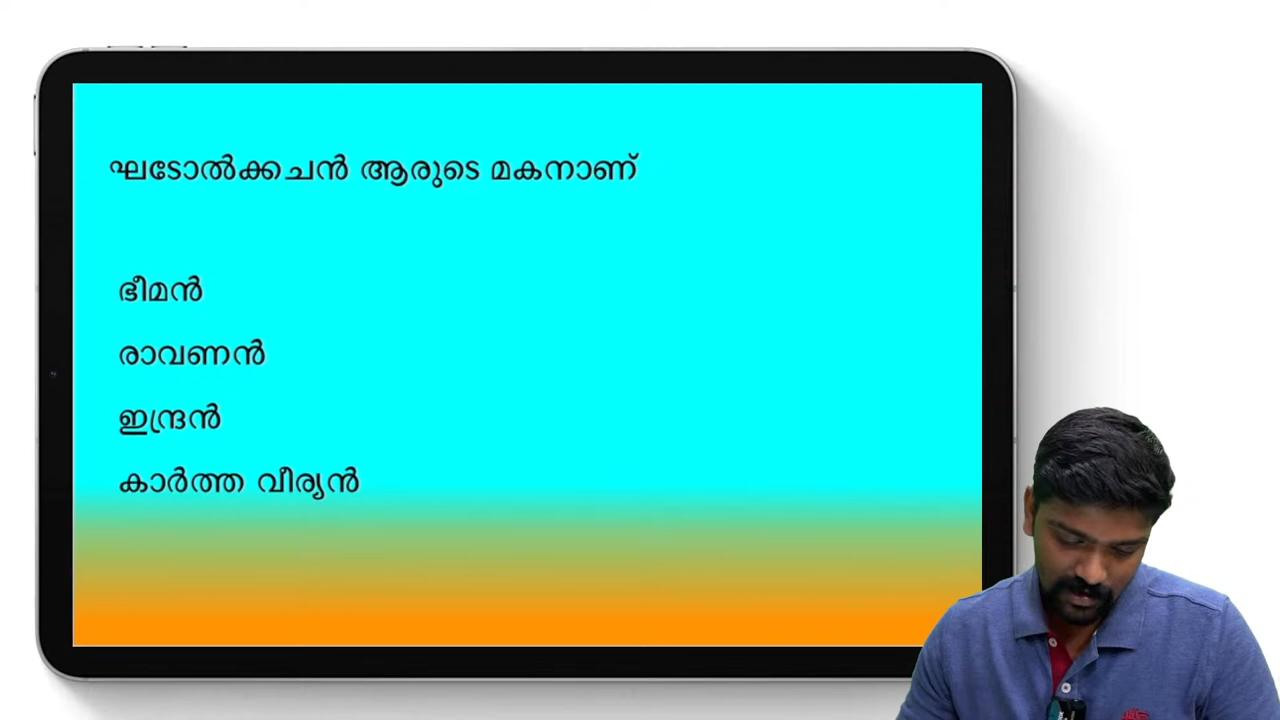 ഘടോൽക്കചൻ ആരുടെ മകനാണ്
ഭീമൻ
രാവണൻ
ഇന്ദ്രൻ
കാർത്ത വീര്യൻ